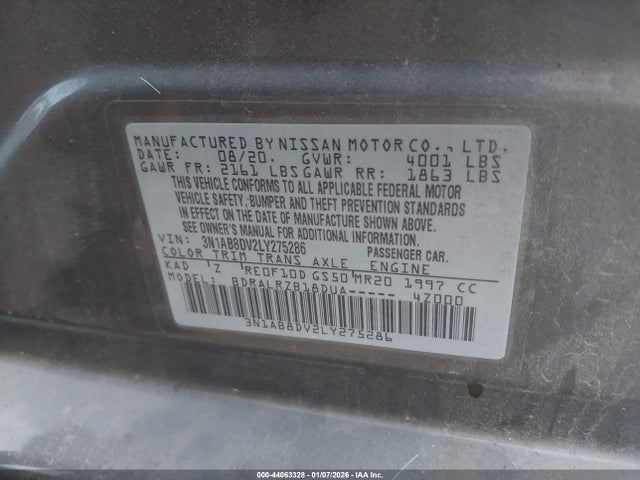 MANUFACTURED BY NISSAN MOTOR CO., LTD.
DATE: 08/20. GVWR: 4001 LBS
GAWR FR: 2161 LBS GAWR RR: 1863 LBS
THIS VEHICLE CONFORMS TO ALL APPLICABLE FEDERAL MOTOR
VEHICLE SAFETY, BUMPER AND THEFT PREVENTION STANDARDS
IN EFFECT ON THE DATE OF MANUFACTURE SHOWN ABOVE.
SEE OWNER'S MANUAL FOR ADDITIONAL INFORMATION.
VIN: 3N1AB8DV2LY275286 PASSENGER CAR.
COLOR TRIM TRANS AXLE ENGINE
KAD Z RE0F10D GS50 MR20 1997 CC
MODEL: BDRALRZB18DUA----- 4Z000
3N1AB8DV2LY275286
000-44063328 | 01/07/2026 - IAA Inc.